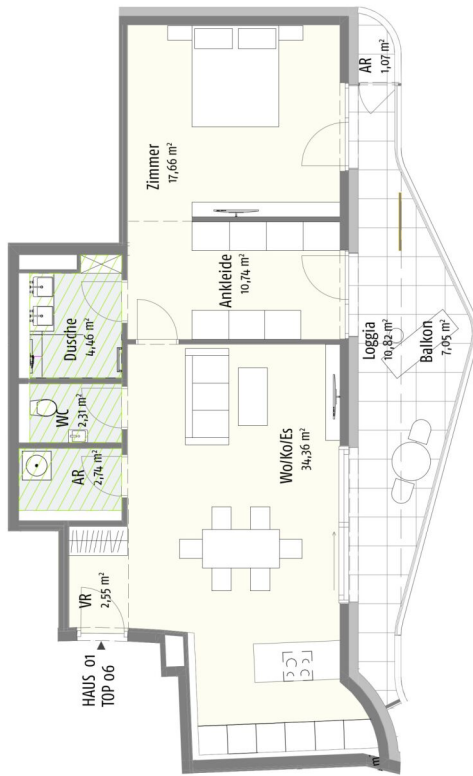 HAUS 01
TOP 06
VR
2,55 m²
AR
2,74 m²
WC
2,31 m²
Dusche
4,46 m²
Zimmer
17,66 m²
Ankleide
10,74 m²
Wo/Ko/Es
34,36 m²
AR
1,07 m²
Loggia
10,82 m²
Balkon
7,05 m²